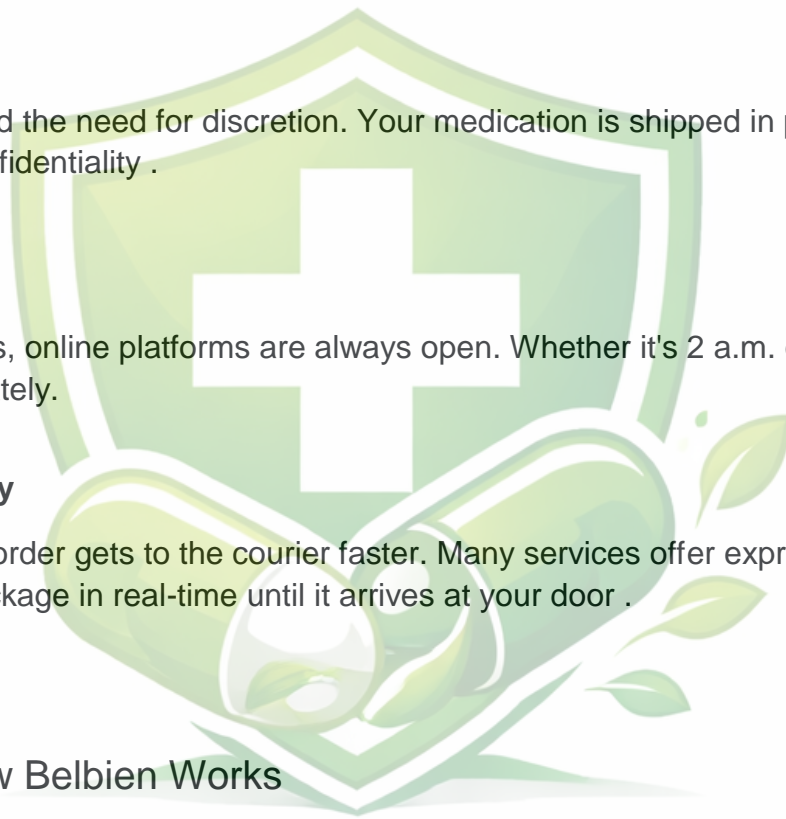 d the need for discretion. Your medication is shipped in p
fidentiality .
s, online platforms are always open. Whether it's 2 a.m.
tely.
y
order gets to the courier faster. Many services offer expr
ckage in real-time until it arrives at your door .
w Belbien Works